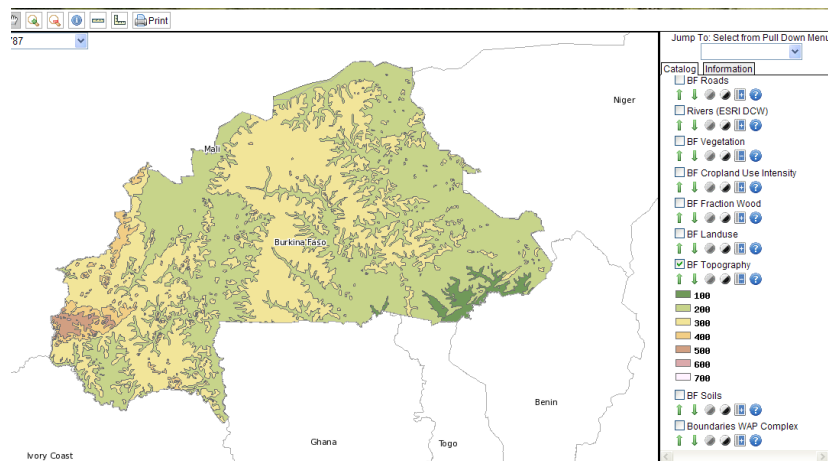 Print
787
Jump To: Select from Pull Down Menu
Catalog Information
BF Roads
Rivers (ESRI DCW)
BF Vegetation
BF Cropland Use Intensity
BF Fraction Wood
BF Landuse
BF Topography
100
200
300
400
500
600
700
BF Soils
Boundaries WAP Complex
Niger
Mali
Burkina Faso
Benin
Ghana
Togo
Ivory Coast